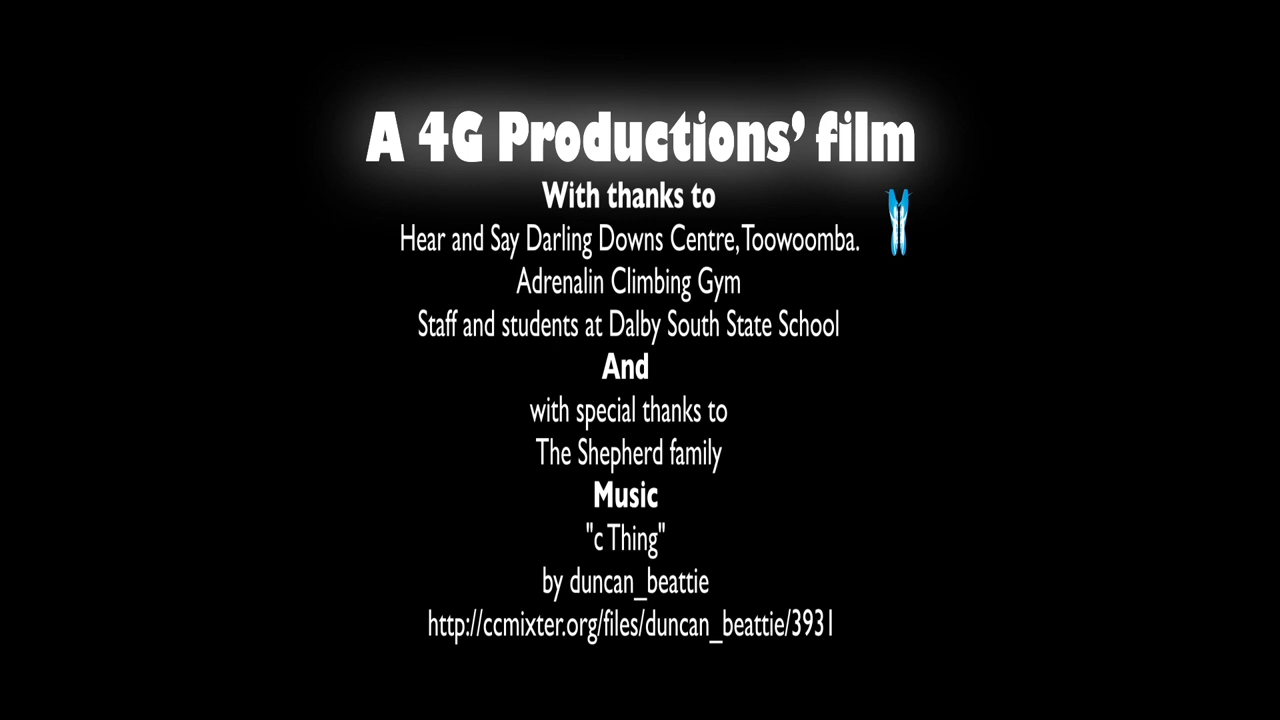 A 4G Productions’ film
With thanks to
Hear and Say Darling Downs Centre, Toowoomba.
Adrenalin Climbing Gym
Staff and students at Dalby South State School
And
with special thanks to
The Shepherd family
Music
"c Thing"
by duncan_beattie
http://ccmixter.org/files/duncan_beattie/3931